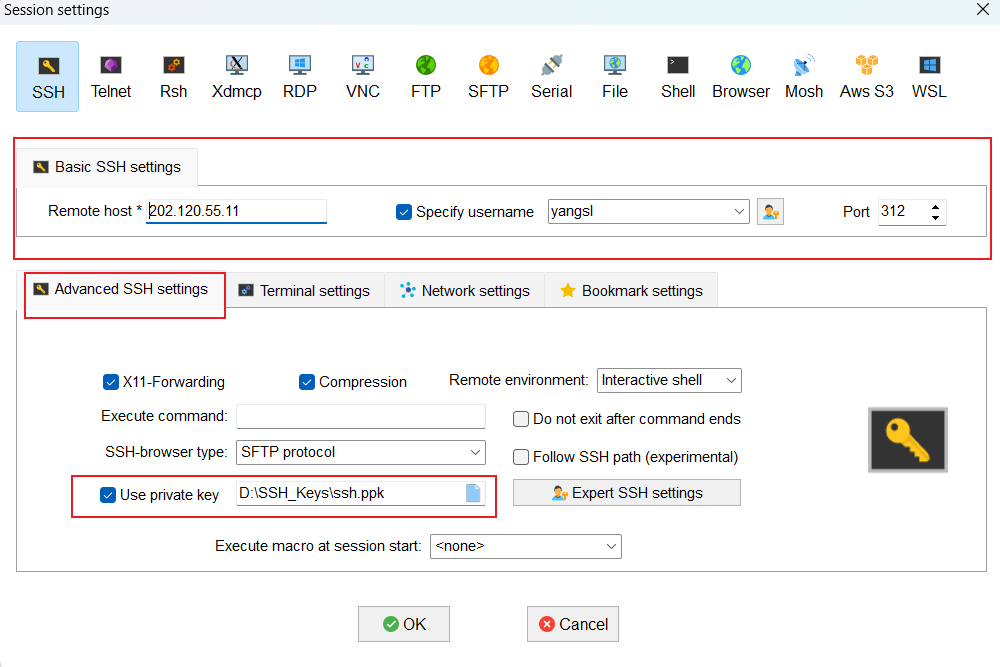 Session settings
SSH Telnet Rsh Xdmcp RDP VNC FTP SFTP Serial File Shell Browser Mosh Aws S3 WSL
Basic SSH settings
Remote host * 202.120.55.11 Specify username yangsl Port 312
Advanced SSH settings Terminal settings Network settings Bookmark settings
X11-Forwarding Compression Remote environment: Interactive shell
Execute command: Do not exit after command ends
SSH-browser type: SFTP protocol Follow SSH path (experimental)
Use private key D:\SSH_Keys\ssh.ppk Expert SSH settings
Execute macro at session start: <none>
OK Cancel